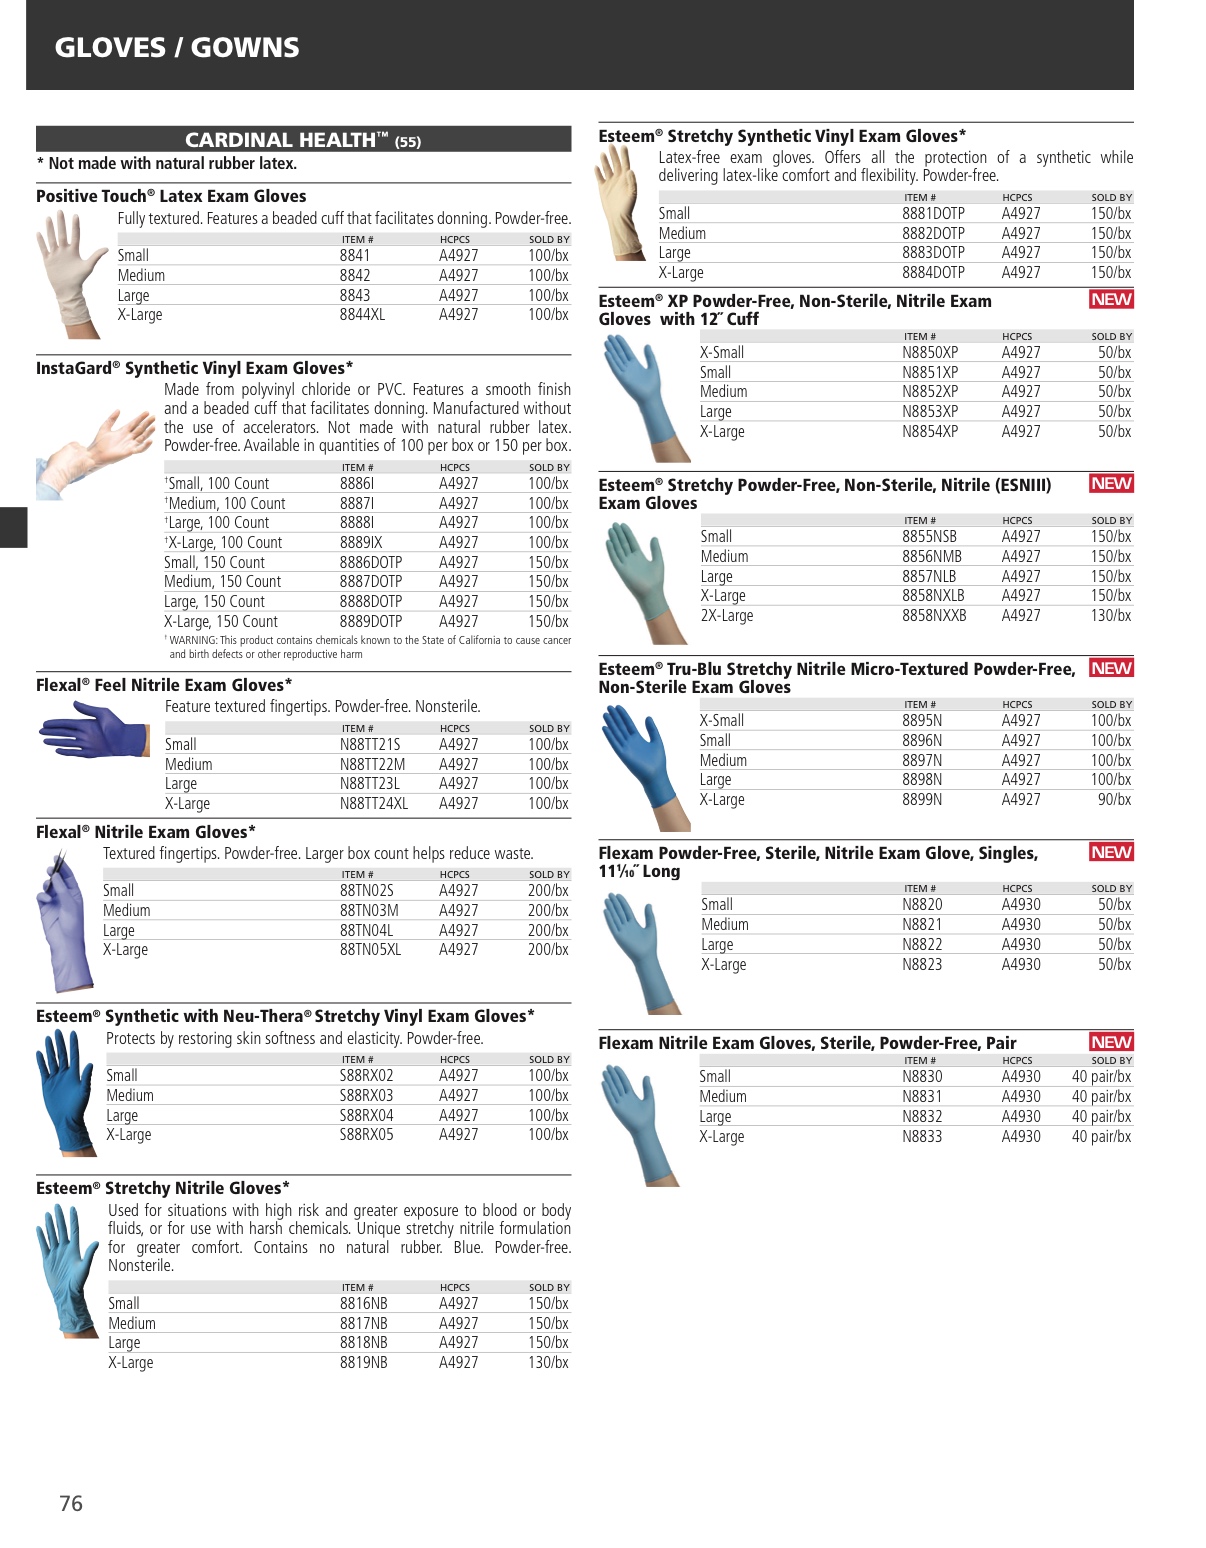 GLOVES / GOWNS
CARDINAL HEALTH™ (55)
* Not made with natural rubber latex.
Positive Touch® Latex Exam Gloves
Fully textured. Features a beaded cuff that facilitates donning. Powder-free.
ITEM # HCPCS SOLD BY
Small 8841 A4927 100/bx
Medium 8842 A4927 100/bx
Large 8843 A4927 100/bx
X-Large 8844XL A4927 100/bx
InstaGard® Synthetic Vinyl Exam Gloves*
Made from polyvinyl chloride or PVC. Features a smooth finish
and a beaded cuff that facilitates donning. Manufactured without
the use of accelerators. Not made with natural rubber latex.
Powder-free. Available in quantities of 100 per box or 150 per box.
ITEM # HCPCS SOLD BY
†Small, 100 Count 8886I A4927 100/bx
†Medium, 100 Count 8887I A4927 100/bx
†Large, 100 Count 8888I A4927 100/bx
†X-Large, 100 Count 8889IX A4927 100/bx
Small, 150 Count 8886DOTP A4927 150/bx
Medium, 150 Count 8887DOTP A4927 150/bx
Large, 150 Count 8888DOTP A4927 150/bx
X-Large, 150 Count 8889DOTP A4927 150/bx
† WARNING: This product contains chemicals known to the State of California to cause cancer
and birth defects or other reproductive harm
Flexal® Feel Nitrile Exam Gloves*
Feature textured fingertips. Powder-free. Nonsterile.
ITEM # HCPCS SOLD BY
Small N88TT21S A4927 100/bx
Medium N88TT22M A4927 100/bx
Large N88TT23L A4927 100/bx
X-Large N88TT24XL A4927 100/bx
Flexal® Nitrile Exam Gloves*
Textured fingertips. Powder-free. Larger box count helps reduce waste.
ITEM # HCPCS SOLD BY
Small 88TN02S A4927 200/bx
Medium 88TN03M A4927 200/bx
Large 88TN04L A4927 200/bx
X-Large 88TN05XL A4927 200/bx
Esteem® Synthetic with Neu-Thera® Stretchy Vinyl Exam Gloves*
Protects by restoring skin softness and elasticity. Powder-free.
ITEM # HCPCS SOLD BY
Small S88RX02 A4927 100/bx
Medium S88RX03 A4927 100/bx
Large S88RX04 A4927 100/bx
X-Large S88RX05 A4927 100/bx
Esteem® Stretchy Nitrile Gloves*
Used for situations with high risk and greater exposure to blood or body
fluids, or for use with harsh chemicals. Unique stretchy nitrile formulation
for greater comfort. Contains no natural rubber. Blue. Powder-free.
Nonsterile.
ITEM # HCPCS SOLD BY
Small 8816NB A4927 150/bx
Medium 8817NB A4927 150/bx
Large 8818NB A4927 150/bx
X-Large 8819NB A4927 130/bx
Esteem® Stretchy Synthetic Vinyl Exam Gloves*
Latex-free exam gloves. Offers all the protection of a synthetic while
delivering latex-like comfort and flexibility. Powder-free.
ITEM # HCPCS SOLD BY
Small 8881DOTP A4927 150/bx
Medium 8882DOTP A4927 150/bx
Large 8883DOTP A4927 150/bx
X-Large 8884DOTP A4927 150/bx
Esteem® XP Powder-Free, Non-Sterile, Nitrile Exam NEW
Gloves with 12˝ Cuff
ITEM # HCPCS SOLD BY
X-Small N8850XP A4927 50/bx
Small N8851XP A4927 50/bx
Medium N8852XP A4927 50/bx
Large N8853XP A4927 50/bx
X-Large N8854XP A4927 50/bx
Esteem® Stretchy Powder-Free, Non-Sterile, Nitrile (ESNIII) NEW
Exam Gloves
ITEM # HCPCS SOLD BY
Small 8855NSB A4927 150/bx
Medium 8856NMB A4927 150/bx
Large 8857NLB A4927 150/bx
X-Large 8858NXLB A4927 150/bx
2X-Large 8858NXXB A4927 130/bx
Esteem® Tru-Blu Stretchy Nitrile Micro-Textured Powder-Free, NEW
Non-Sterile Exam Gloves
ITEM # HCPCS SOLD BY
X-Small 8895N A4927 100/bx
Small 8896N A4927 100/bx
Medium 8897N A4927 100/bx
Large 8898N A4927 100/bx
X-Large 8899N A4927 90/bx
Flexam Powder-Free, Sterile, Nitrile Exam Glove, Singles, NEW
11¹⁄₁₀˝ Long
ITEM # HCPCS SOLD BY
Small N8820 A4930 50/bx
Medium N8821 A4930 50/bx
Large N8822 A4930 50/bx
X-Large N8823 A4930 50/bx
Flexam Nitrile Exam Gloves, Sterile, Powder-Free, Pair NEW
ITEM # HCPCS SOLD BY
Small N8830 A4930 40 pair/bx
Medium N8831 A4930 40 pair/bx
Large N8832 A4930 40 pair/bx
X-Large N8833 A4930 40 pair/bx
76